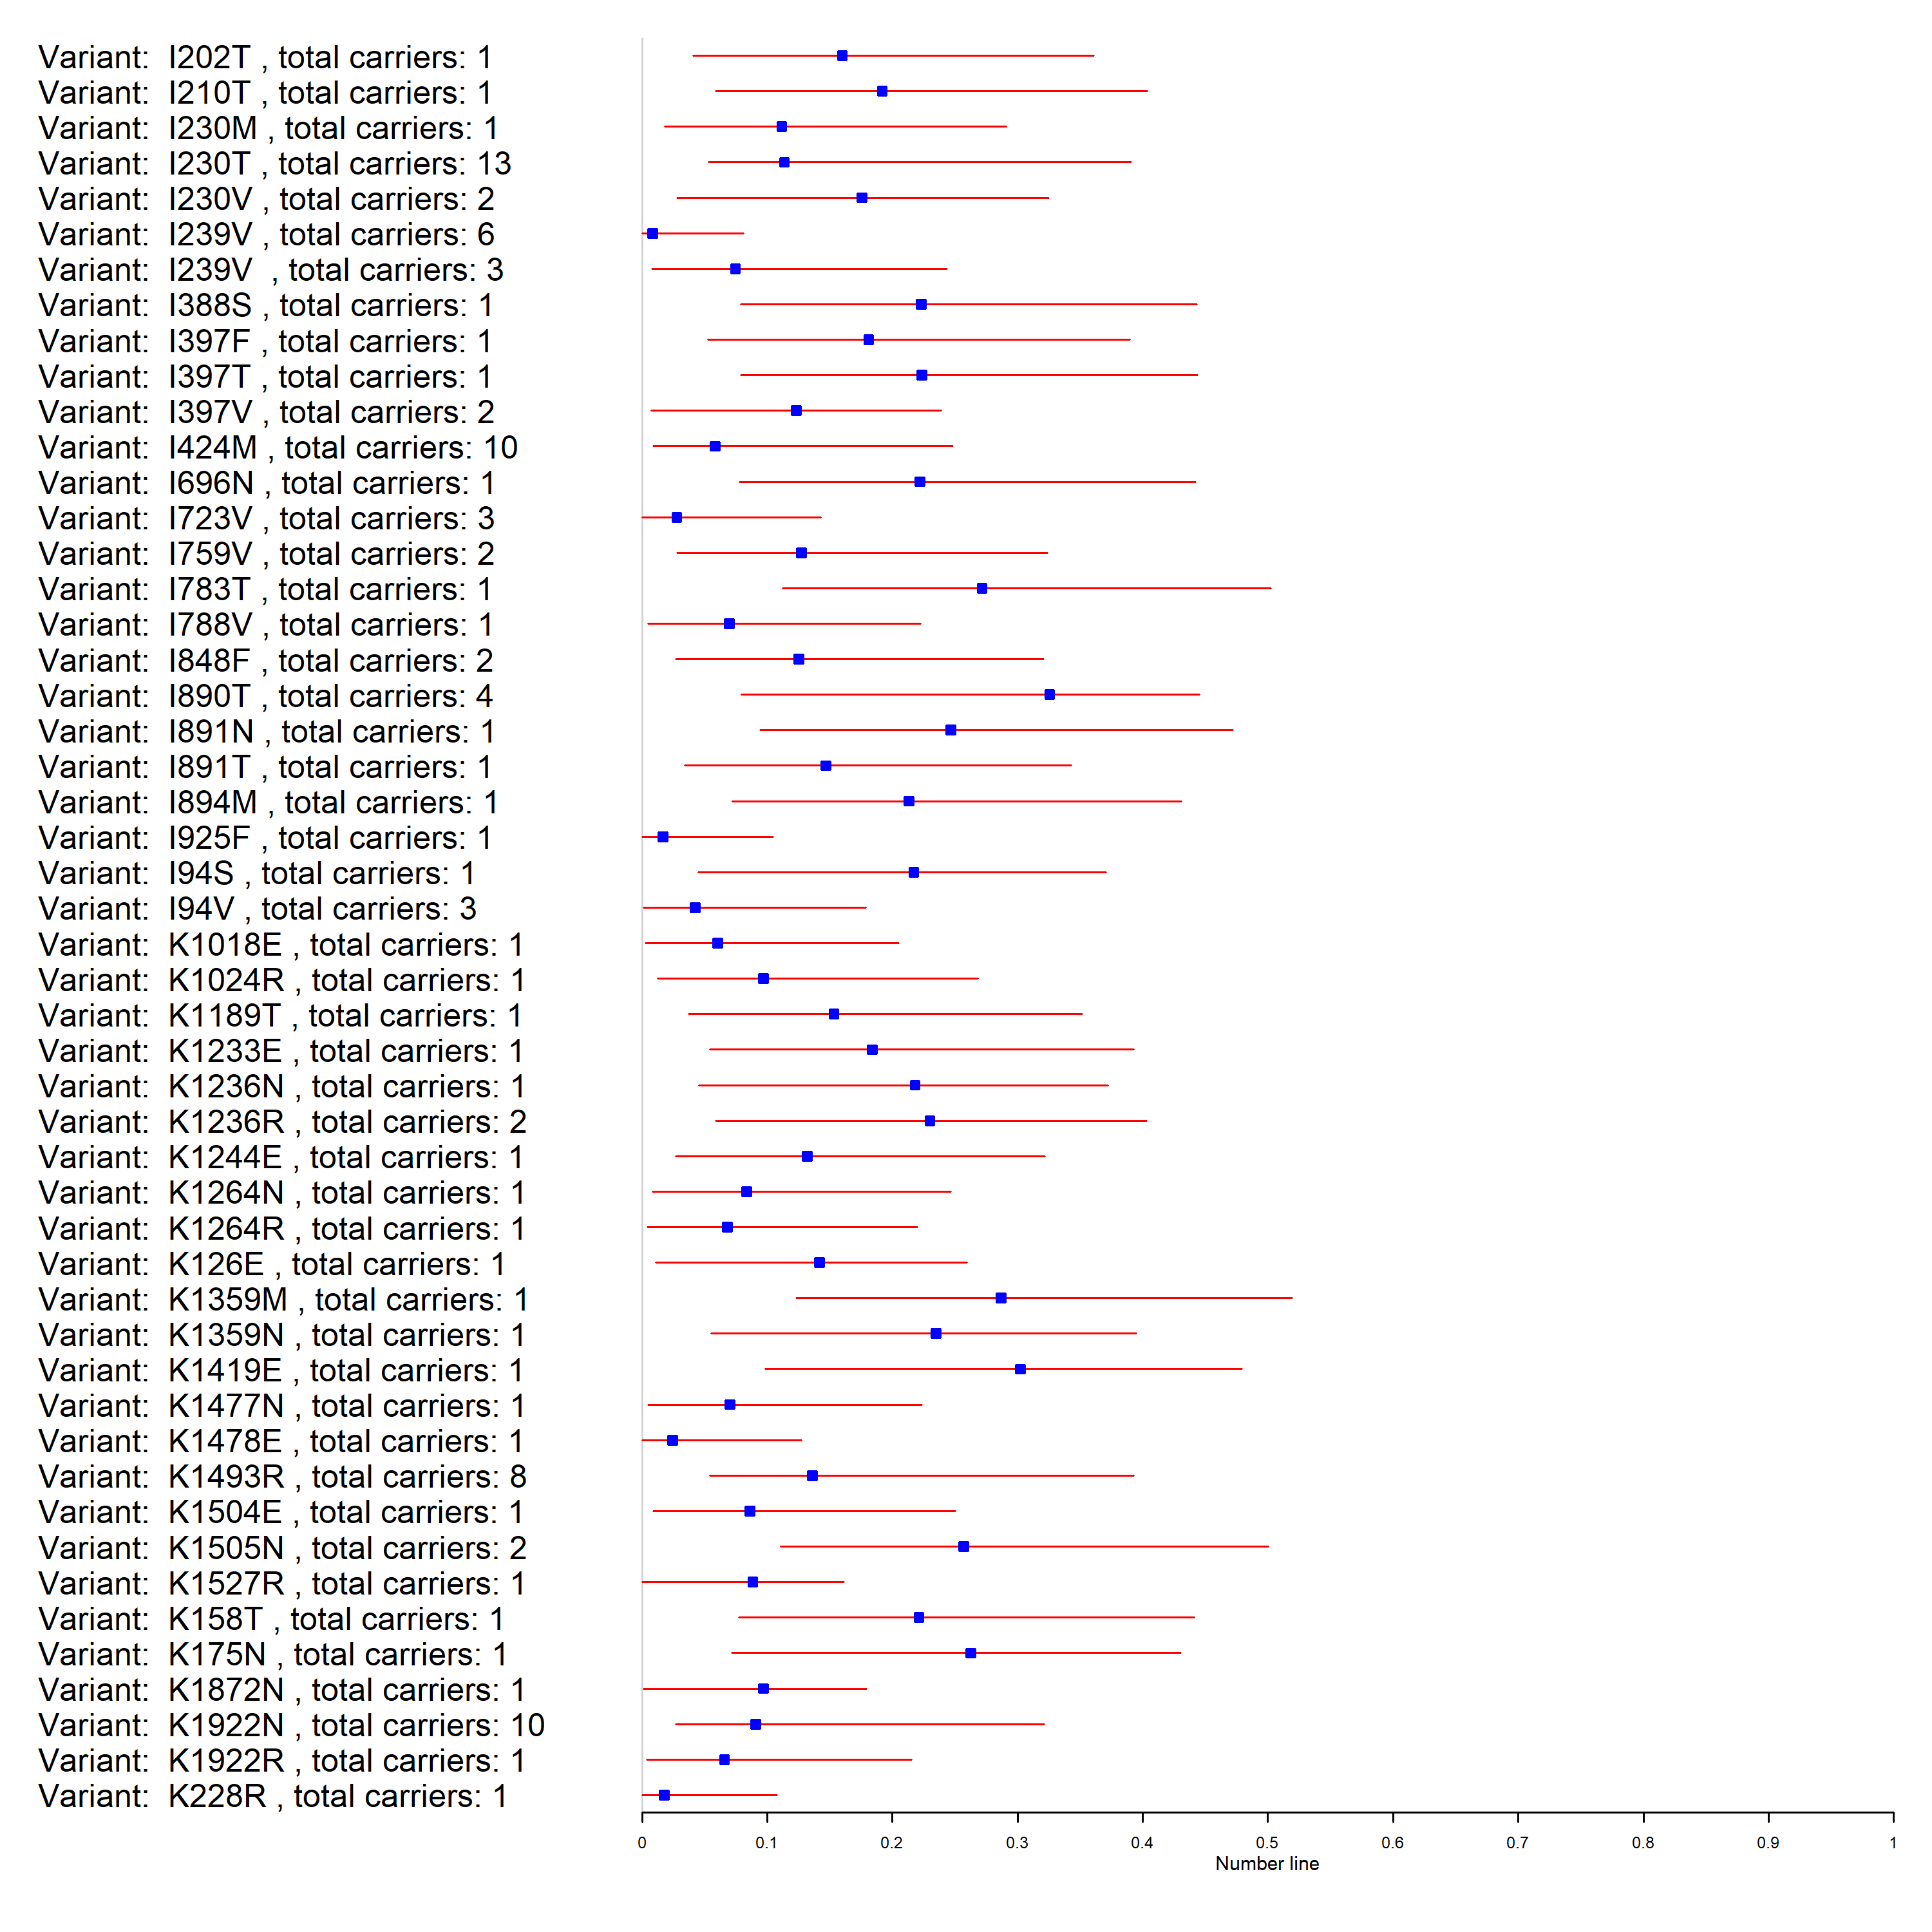 Variant: I202T , total carriers: 1
Variant: I210T , total carriers: 1
Variant: I230M , total carriers: 1
Variant: I230T , total carriers: 13
Variant: I230V , total carriers: 2
Variant: I239V , total carriers: 6
Variant: I239V , total carriers: 3
Variant: I388S , total carriers: 1
Variant: I397F , total carriers: 1
Variant: I397T , total carriers: 1
Variant: I397V , total carriers: 2
Variant: I424M , total carriers: 10
Variant: I696N , total carriers: 1
Variant: I723V , total carriers: 3
Variant: I759V , total carriers: 2
Variant: I783T , total carriers: 1
Variant: I788V , total carriers: 1
Variant: I848F , total carriers: 2
Variant: I890T , total carriers: 4
Variant: I891N , total carriers: 1
Variant: I891T , total carriers: 1
Variant: I894M , total carriers: 1
Variant: I925F , total carriers: 1
Variant: I94S , total carriers: 1
Variant: I94V , total carriers: 3
Variant: K1018E , total carriers: 1
Variant: K1024R , total carriers: 1
Variant: K1189T , total carriers: 1
Variant: K1233E , total carriers: 1
Variant: K1236N , total carriers: 1
Variant: K1236R , total carriers: 2
Variant: K1244E , total carriers: 1
Variant: K1264N , total carriers: 1
Variant: K1264R , total carriers: 1
Variant: K126E , total carriers: 1
Variant: K1359M , total carriers: 1
Variant: K1359N , total carriers: 1
Variant: K1419E , total carriers: 1
Variant: K1477N , total carriers: 1
Variant: K1478E , total carriers: 1
Variant: K1493R , total carriers: 8
Variant: K1504E , total carriers: 1
Variant: K1505N , total carriers: 2
Variant: K1527R , total carriers: 1
Variant: K158T , total carriers: 1
Variant: K175N , total carriers: 1
Variant: K1872N , total carriers: 1
Variant: K1922N , total carriers: 10
Variant: K1922R , total carriers: 1
Variant: K228R , total carriers: 1
0 0.1 0.2 0.3 0.4 0.5 0.6 0.7 0.8 0.9 1
Number line